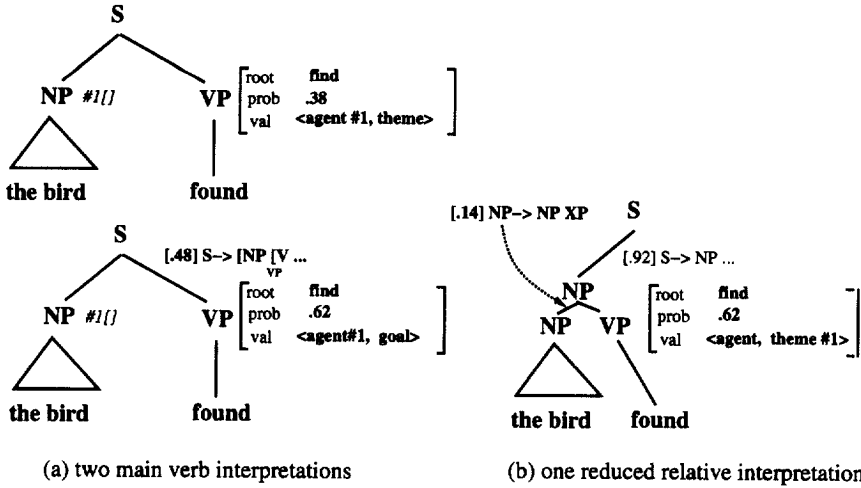 S
NP #1[]
VP
root find
prob .38
val <agent #1, theme>
the bird
found
S
[.48] S-> [NP [V ...
VP
NP #1[]
VP
root find
prob .62
val <agent#1, goal>
the bird
found
(a) two main verb interpretations
[.14] NP-> NP XP
S
[.92] S-> NP ...
NP
NP
VP
root find
prob .62
val <agent, theme #1>
the bird
found
(b) one reduced relative interpretation